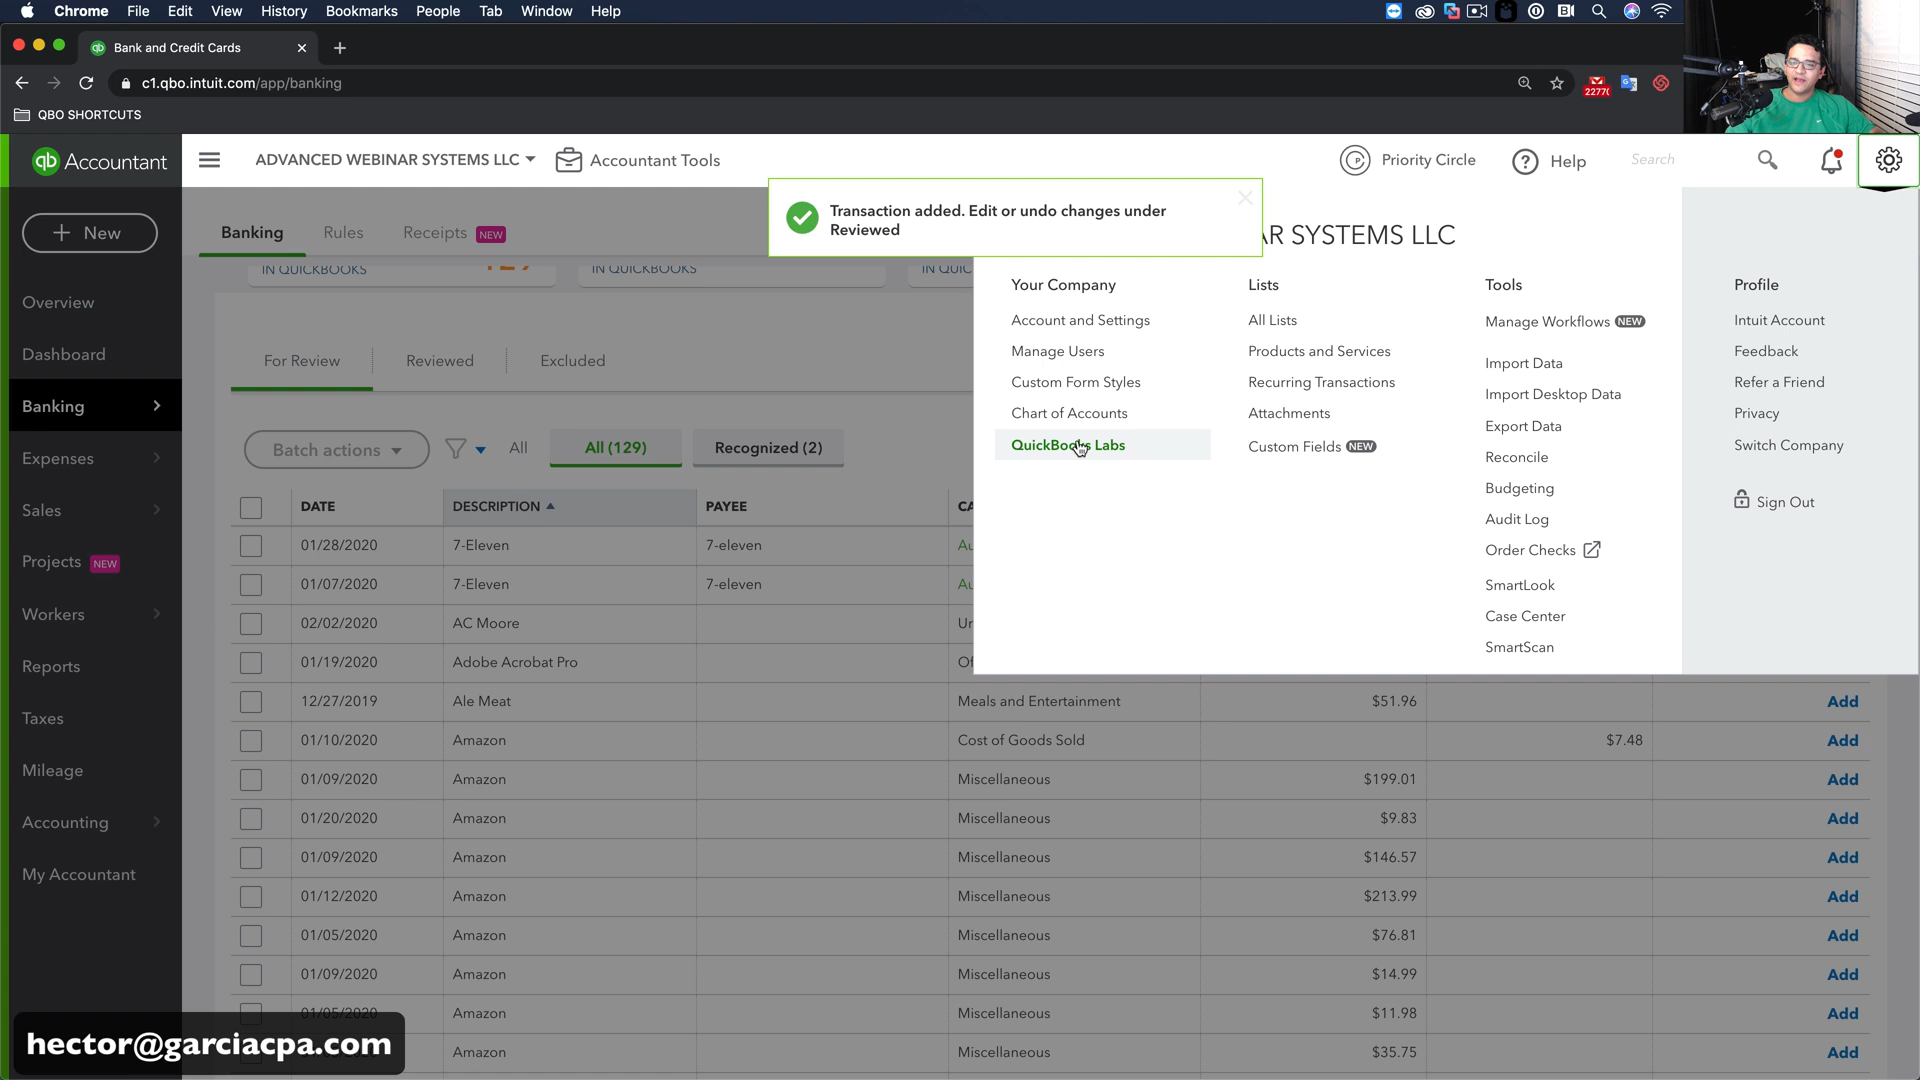 Chrome File Edit View History Bookmarks People Tab Window Help
Bank and Credit Cards
c1.qbo.intuit.com/app/banking
QBO SHORTCUTS
qb Accountant
ADVANCED WEBINAR SYSTEMS LLC
Accountant Tools
Priority Circle
Help
Search
Transaction added. Edit or undo changes under
Reviewed
AR SYSTEMS LLC
+ New
Overview
Dashboard
Banking
Expenses
Sales
Projects NEW
Workers
Reports
Taxes
Mileage
Accounting
My Accountant
Banking Rules Receipts NEW
IN QUICKBOOKS IN QUICKBOOKS IN QUIC
For Review Reviewed Excluded
Batch actions All All (129) Recognized (2)
Your Company
Account and Settings
Manage Users
Custom Form Styles
Chart of Accounts
QuickBooks Labs
Lists
All Lists
Products and Services
Recurring Transactions
Attachments
Custom Fields NEW
Tools
Manage Workflows NEW
Import Data
Import Desktop Data
Export Data
Reconcile
Budgeting
Audit Log
Order Checks
SmartLook
Case Center
SmartScan
Profile
Intuit Account
Feedback
Refer a Friend
Privacy
Switch Company
Sign Out
DATE DESCRIPTION PAYEE CA
01/28/2020 7-Eleven 7-eleven Au
01/07/2020 7-Eleven 7-eleven Au
02/02/2020 AC Moore Un
01/19/2020 Adobe Acrobat Pro Of
12/27/2019 Ale Meat Meals and Entertainment $51.96 Add
01/10/2020 Amazon Cost of Goods Sold $7.48 Add
01/09/2020 Amazon Miscellaneous $199.01 Add
01/20/2020 Amazon Miscellaneous $9.83 Add
01/09/2020 Amazon Miscellaneous $146.57 Add
01/12/2020 Amazon Miscellaneous $213.99 Add
01/05/2020 Amazon Miscellaneous $76.81 Add
01/09/2020 Amazon Miscellaneous $14.99 Add
01/05/2020 Amazon Miscellaneous $11.98 Add
Amazon Miscellaneous $35.75 Add
hector@garciacpa.com